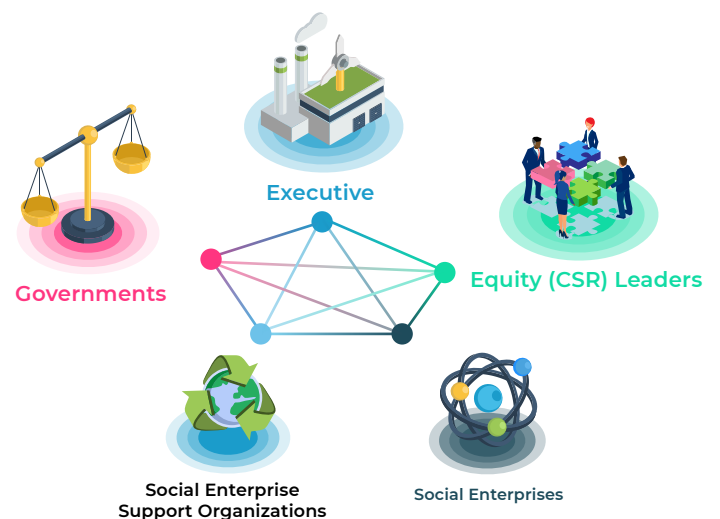 Executive
Governments
Equity (CSR) Leaders
Social Enterprise
Support Organizations
Social Enterprises